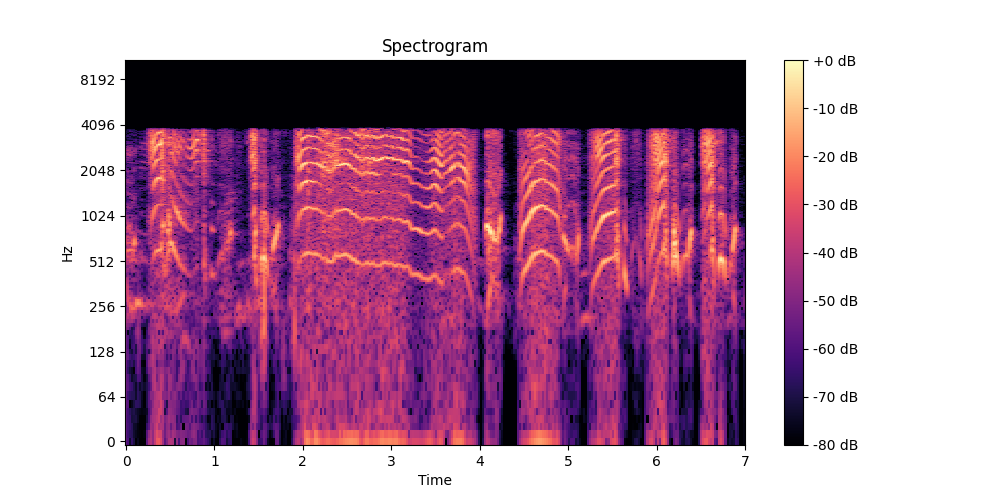 Spectrogram
8192
4096
2048
1024
512
256
128
64
0
Hz
0 1 2 3 4 5 6 7
Time
+0 dB
-10 dB
-20 dB
-30 dB
-40 dB
-50 dB
-60 dB
-70 dB
-80 dB